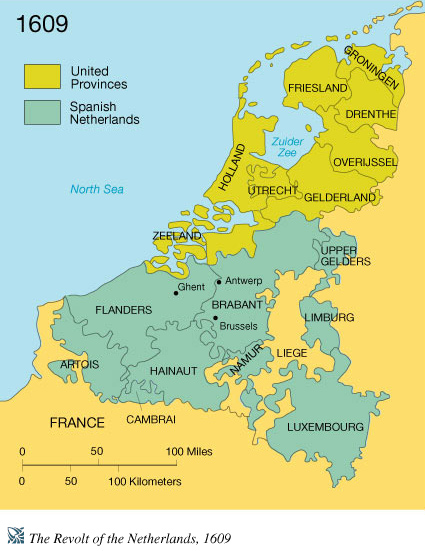 1609
United
Provinces
Spanish
Netherlands
GRONINGEN
FRIESLAND
DRENTHE
Zuider
Zee
HOLLAND
OVERIJSSEL
North Sea
UTRECHT
GELDERLAND
ZEELAND
UPPER
GELDERS
Ghent
Antwerp
FLANDERS
BRABANT
LIMBURG
Brussels
NAMUR
LIEGE
ARTOIS
HAINAUT
FRANCE
CAMBRAI
LUXEMBOURG
0 50 100 Miles
0 50 100 Kilometers
The Revolt of the Netherlands, 1609